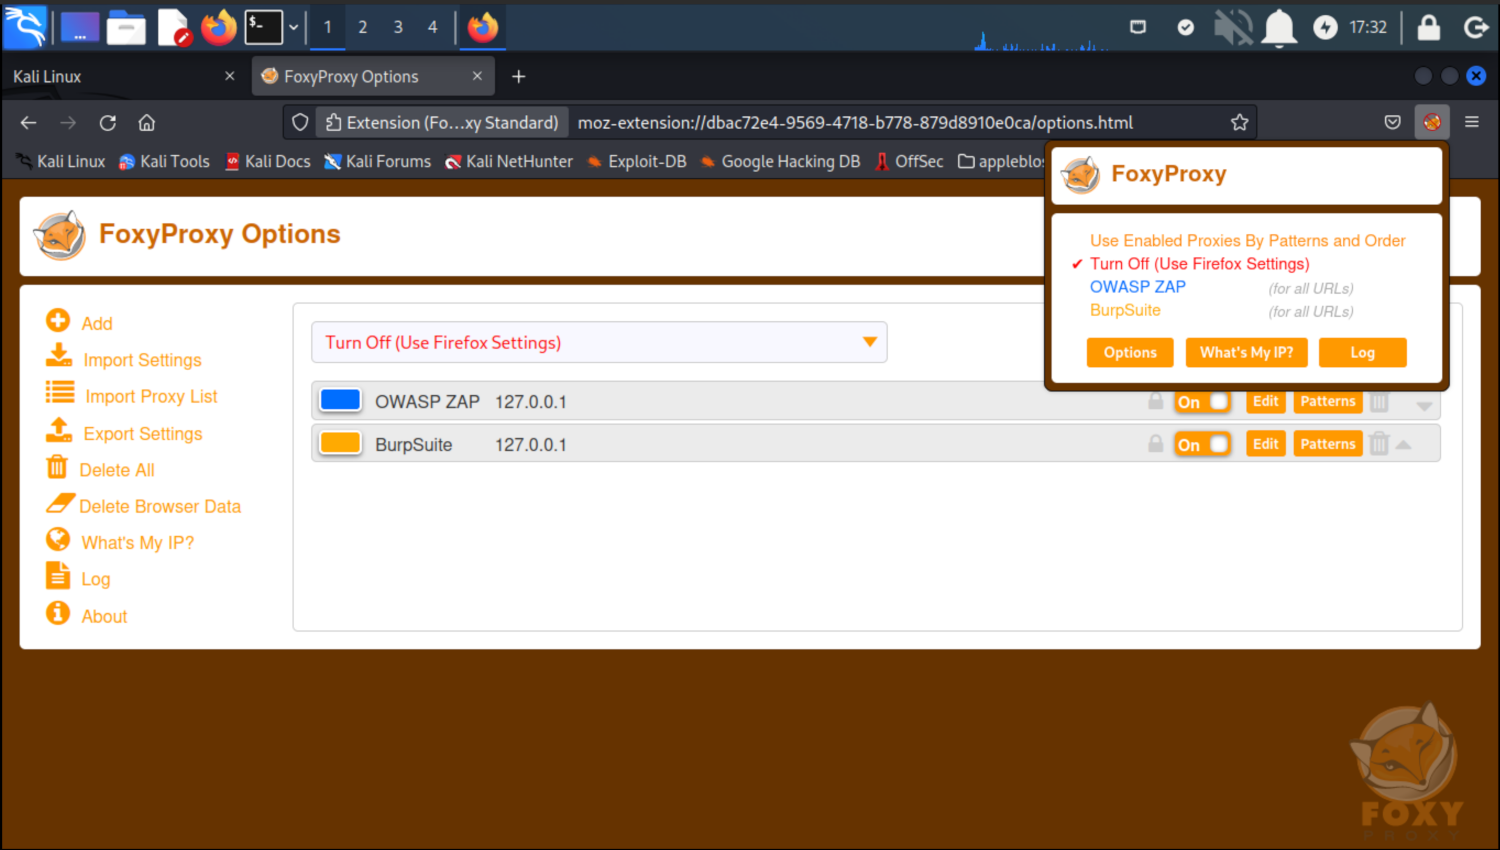 $-
1 2 3 4
17:32
Kali Linux
FoxyProxy Options
Extension (Fo...xy Standard)
moz-extension://dbac72e4-9569-4718-b778-879d8910e0ca/options.html
Kali Linux
Kali Tools
Kali Docs
Kali Forums
Kali NetHunter
Exploit-DB
Google Hacking DB
OffSec
appleblos
FoxyProxy
Use Enabled Proxies By Patterns and Order
✔ Turn Off (Use Firefox Settings)
OWASP ZAP (for all URLs)
BurpSuite (for all URLs)
Options What's My IP? Log
FoxyProxy Options
Add
Import Settings
Import Proxy List
Export Settings
Delete All
Delete Browser Data
What's My IP?
Log
About
Turn Off (Use Firefox Settings)
OWASP ZAP 127.0.0.1 On Edit Patterns
BurpSuite 127.0.0.1 On Edit Patterns
FOXY
PROXY